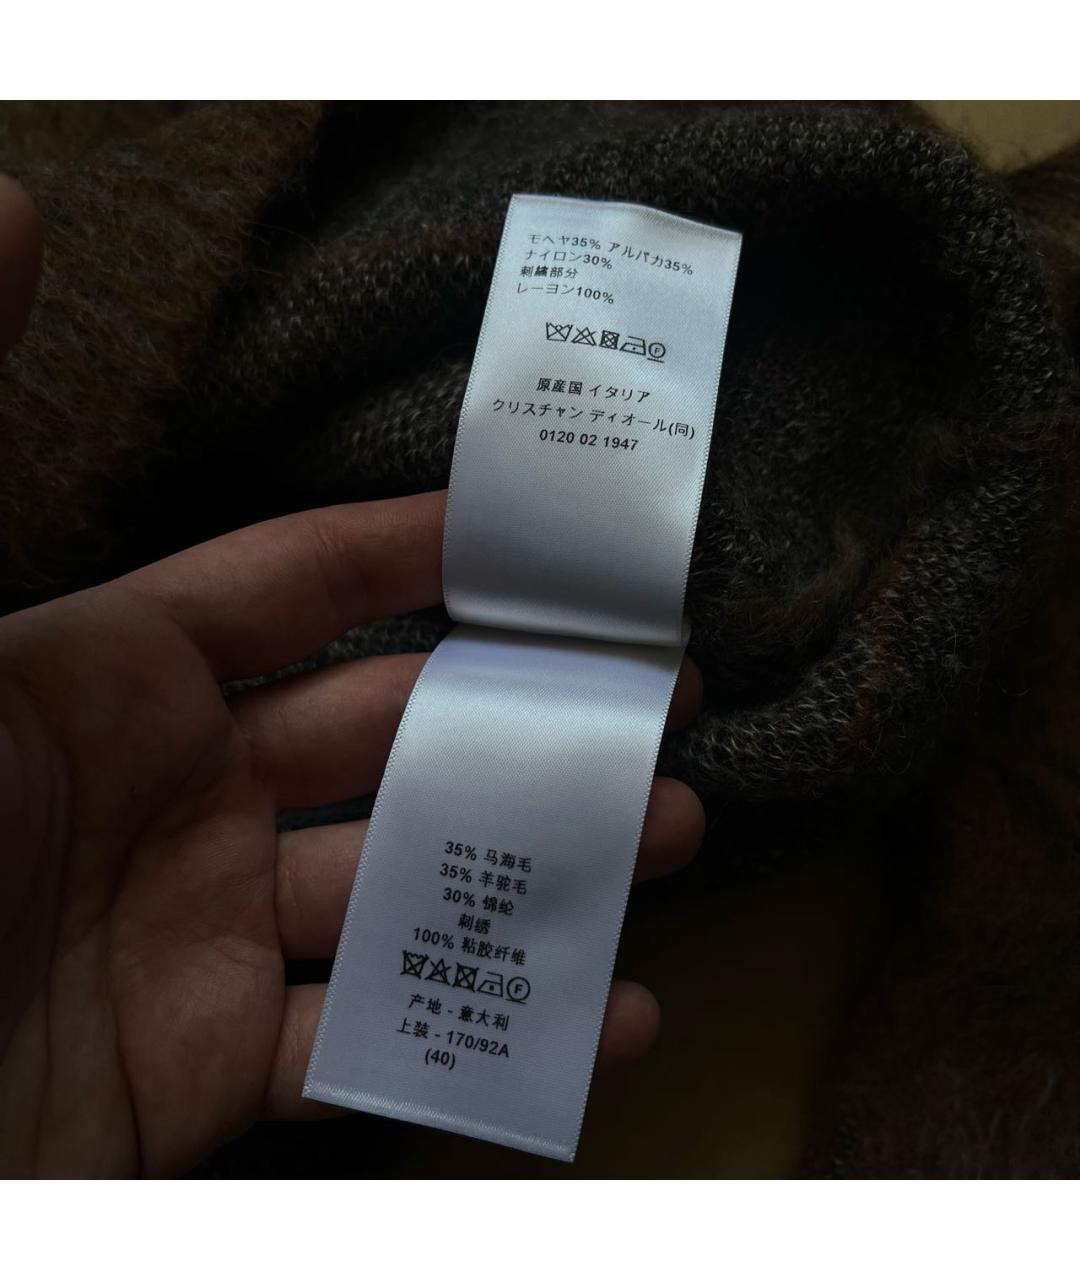 モヘヤ35% アルパカ35%
ナイロン30%
刺繍部分
レーヨン100%
F
原産国 イタリア
クリスチャン ディオール(同)
0120 02 1947
35% 马海毛
35% 羊驼毛
30% 锦纶
刺绣
100% 粘胶纤维
F
产地 - 意大利
上装 - 170/92A
(40)